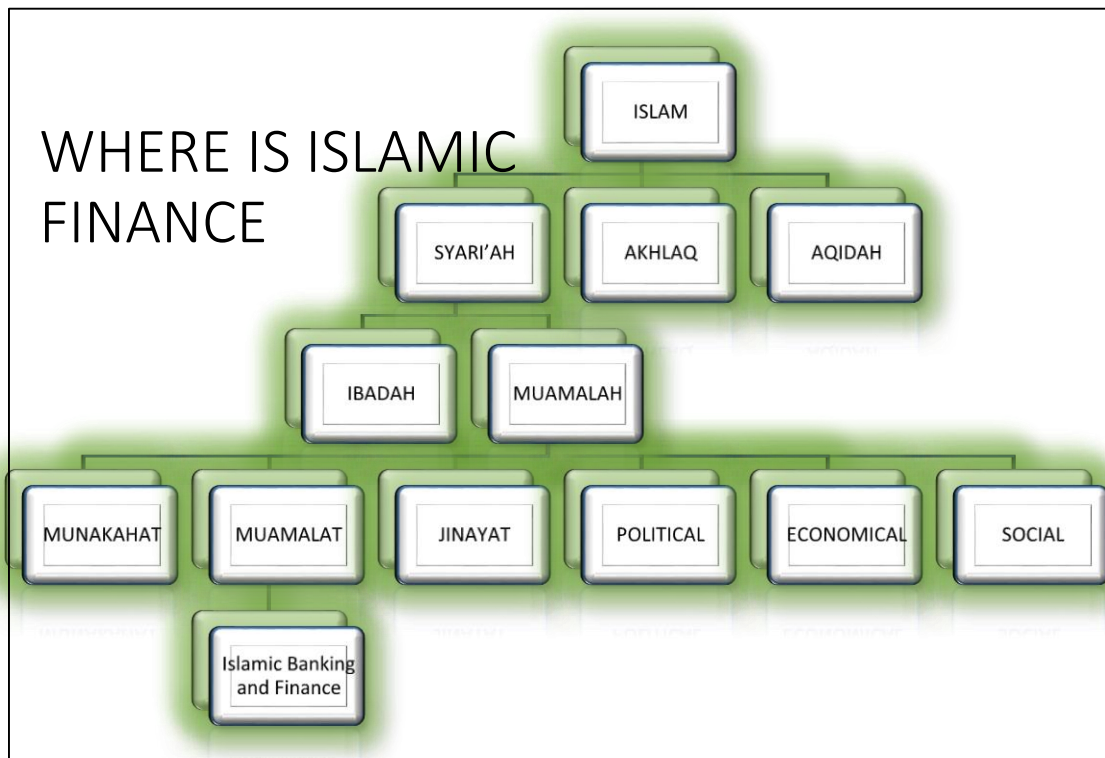 WHERE IS ISLAMIC
FINANCE
ISLAM
SYARI’AH
AKHLAQ
AQIDAH
IBADAH
MUAMALAH
MUNAKAHAT
MUAMALAT
JINAYAT
POLITICAL
ECONOMICAL
SOCIAL
Islamic Banking
and Finance